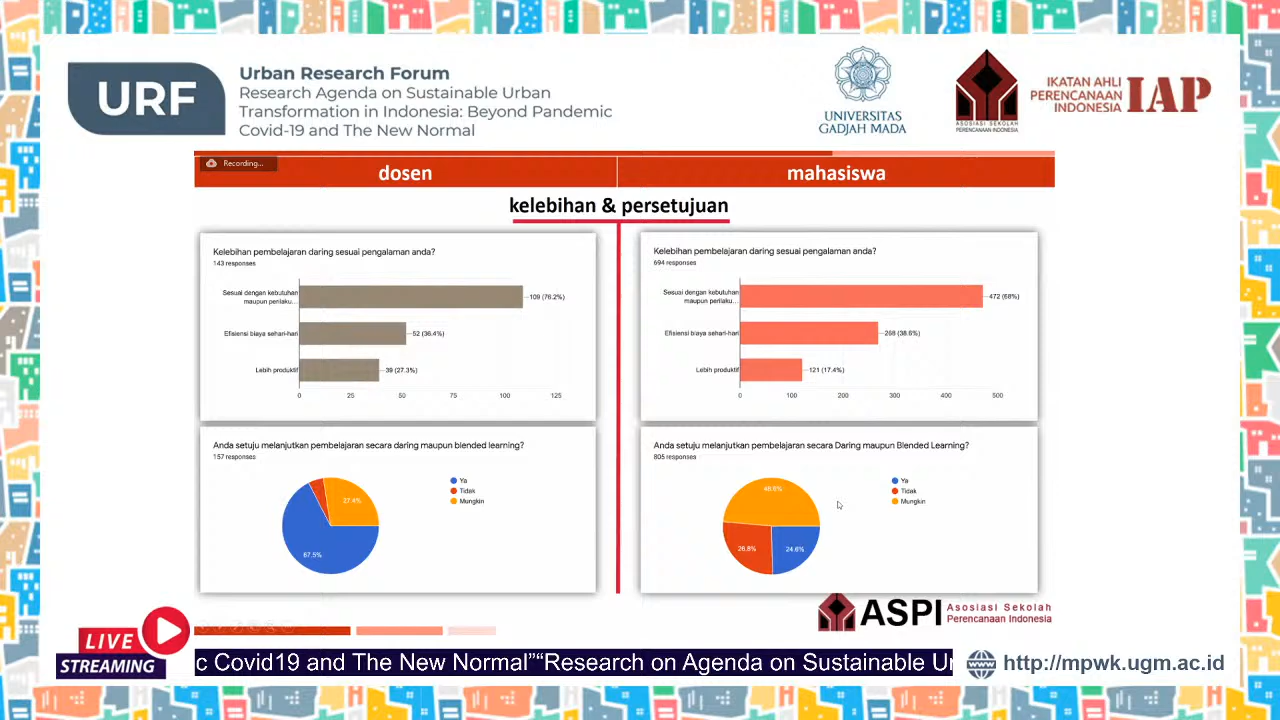 URF
Urban Research Forum
Research Agenda on Sustainable Urban
Transformation in Indonesia: Beyond Pandemic
Covid-19 and The New Normal
UNIVERSITAS
GADJAH MADA
ASOSIASI SEKOLAH
PERENCANAAN INDONESIA
IKATAN AHLI
PERENCANAAN
INDONESIA
IAP
Recording...
dosen
mahasiswa
kelebihan & persetujuan
Kelebihan pembelajaran daring sesuai pengalaman anda?
143 responses
Sesuai dengan kebutuhan
maupun perilaku...
109 (76.2%)
Efisiensi biaya sehari-hari
52 (36.4%)
Lebih produktif
39 (27.3%)
0 25 50 75 100 125
Kelebihan pembelajaran daring sesuai pengalaman anda?
694 responses
Sesuai dengan kebutuhan
maupun perilaku...
472 (68%)
Efisiensi biaya sehari-hari
268 (38.6%)
Lebih produktif
121 (17.4%)
0 100 200 300 400 500
Anda setuju melanjutkan pembelajaran secara daring maupun blended learning?
157 responses
27.4%
67.5%
Ya
Tidak
Mungkin
Anda setuju melanjutkan pembelajaran secara Daring maupun Blended Learning?
805 responses
48.6%
26.8%
24.6%
Ya
Tidak
Mungkin
ASPI
Asosiasi Sekolah
Perencanaan Indonesia
LIVE
STREAMING
c Covid19 and The New Normal”“Research on Agenda on Sustainable Ur
http://mpwk.ugm.ac.id